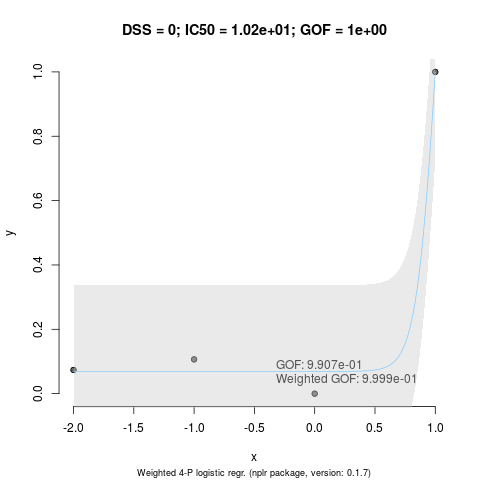 DSS = 0; IC50 = 1.02e+01; GOF = 1e+00
1.0
0.8
0.6
0.4
0.2
0.0
y
GOF: 9.907e-01
Weighted GOF: 9.999e-01
-2.0 -1.5 -1.0 -0.5 0.0 0.5 1.0
x
Weighted 4-P logistic regr. (nplr package, version: 0.1.7)